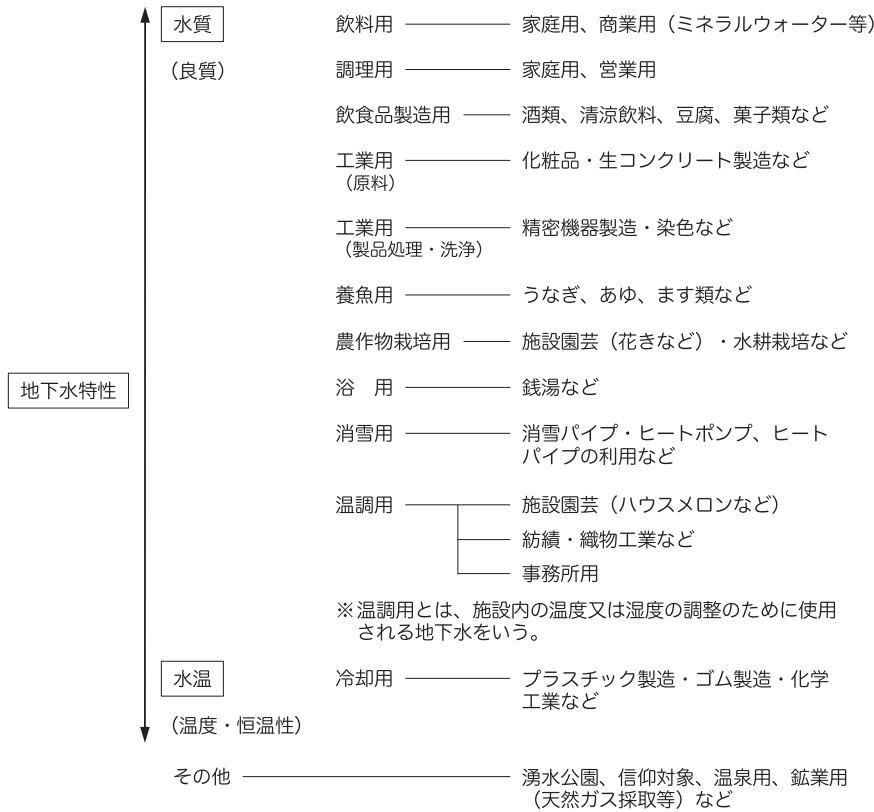 水質 飲料用 家庭用、商業用（ミネラルウォーター等）
（良質） 調理用 家庭用、営業用
飲食品製造用 酒類、清涼飲料、豆腐、菓子類など
工業用 化粧品・生コンクリート製造など
（原料）
工業用 精密機器製造・染色など
（製品処理・洗浄）
養魚用 うなぎ、あゆ、ます類など
農作物栽培用 施設園芸（花きなど）・水耕栽培など
地下水特性 浴　用 銭湯など
消雪用 消雪パイプ・ヒートポンプ、ヒート
パイプの利用など
温調用 施設園芸（ハウスメロンなど）
紡績・織物工業など
事務所用
※温調用とは、施設内の温度又は湿度の調整のために使用
される地下水をいう。
水温 冷却用 プラスチック製造・ゴム製造・化学
工業など
（温度・恒温性）
その他 湧水公園、信仰対象、温泉用、鉱業用
（天然ガス採取等）など